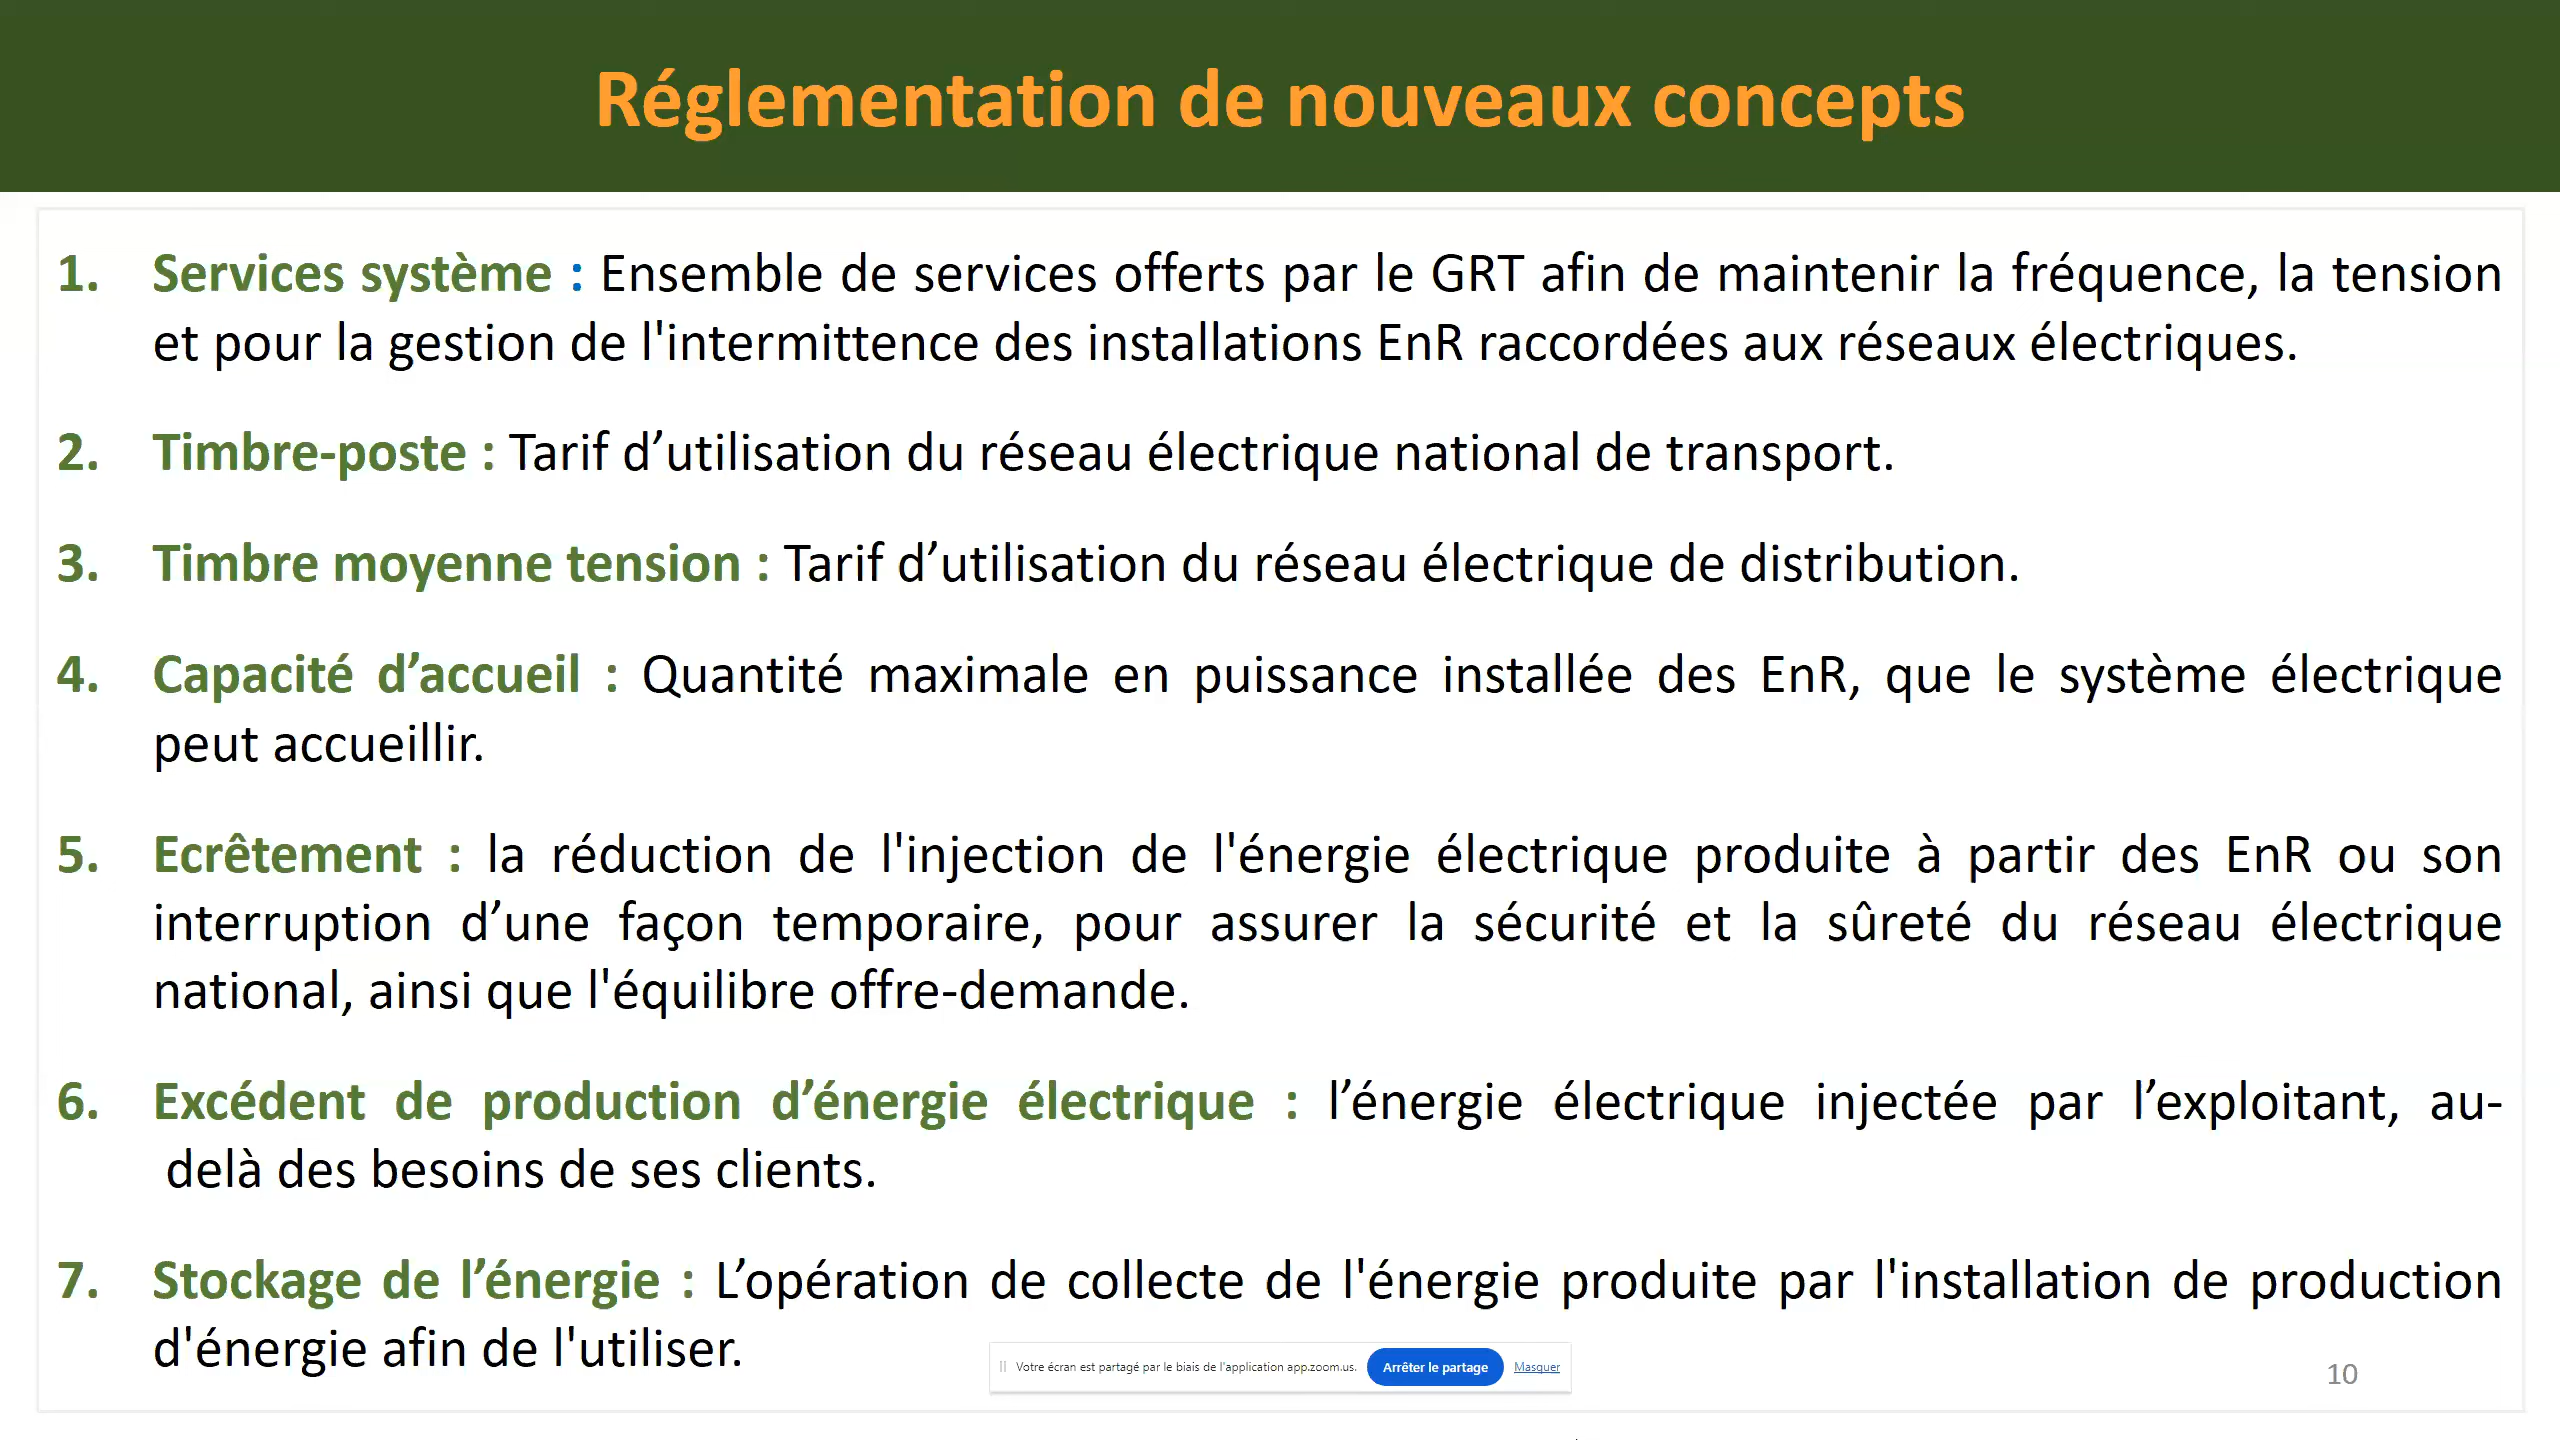 Réglementation de nouveaux concepts
1. Services système : Ensemble de services offerts par le GRT afin de maintenir la fréquence, la tension
et pour la gestion de l'intermittence des installations EnR raccordées aux réseaux électriques.
2. Timbre-poste : Tarif d’utilisation du réseau électrique national de transport.
3. Timbre moyenne tension : Tarif d’utilisation du réseau électrique de distribution.
4. Capacité d’accueil : Quantité maximale en puissance installée des EnR, que le système électrique
peut accueillir.
5. Ecrêtement : la réduction de l'injection de l'énergie électrique produite à partir des EnR ou son
interruption d’une façon temporaire, pour assurer la sécurité et la sûreté du réseau électrique
national, ainsi que l'équilibre offre-demande.
6. Excédent de production d’énergie électrique : l’énergie électrique injectée par l’exploitant, au-
delà des besoins de ses clients.
7. Stockage de l’énergie : L’opération de collecte de l'énergie produite par l'installation de production
d'énergie afin de l'utiliser.
Votre écran est partagé par le biais de l'application app.zoom.us. Arrêter le partage Masquer
10